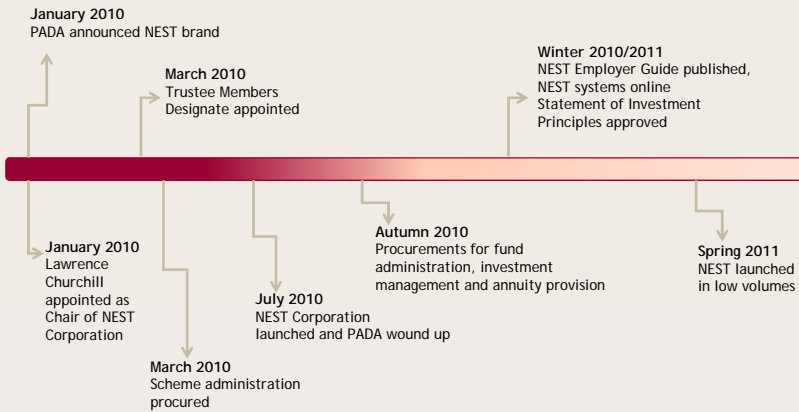 January 2010
PADA announced NEST brand
March 2010
Trustee Members
Designate appointed
Winter 2010/2011
NEST Employer Guide published,
NEST systems online
Statement of Investment
Principles approved
January 2010
Lawrence
Churchill
appointed as
Chair of NEST
Corporation
March 2010
Scheme administration
procured
July 2010
NEST Corporation
launched and PADA wound up
Autumn 2010
Procurements for fund
administration, investment
management and annuity provision
Spring 2011
NEST launched
in low volumes